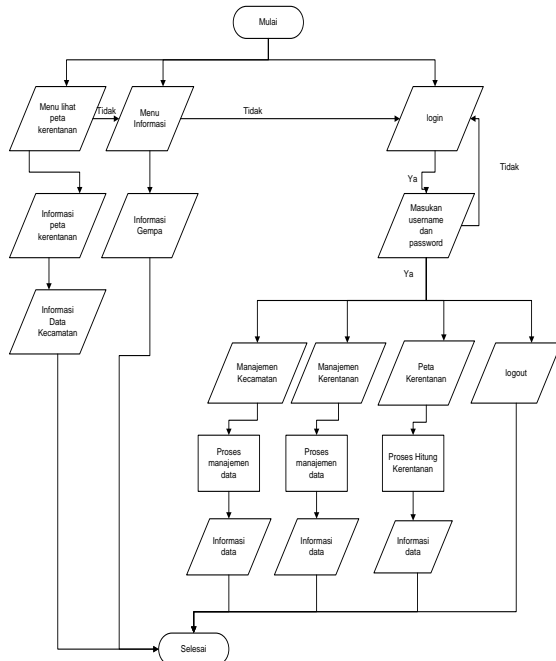 Mulai
Menu lihat
peta
kerentanan
Tidak
Menu
Informasi
Tidak
login
Tidak
Ya
Informasi
peta
kerentanan
Informasi
Gempa
Masukan
username
dan
password
Ya
Informasi
Data
Kecamatan
Manajemen
Kecamatan
Manajemen
Kerentanan
Peta
Kerentanan
logout
Proses
manajemen
data
Proses
manajemen
data
Proses Hitung
Kerentanan
Informasi
data
Informasi
data
Informasi
data
Selesai